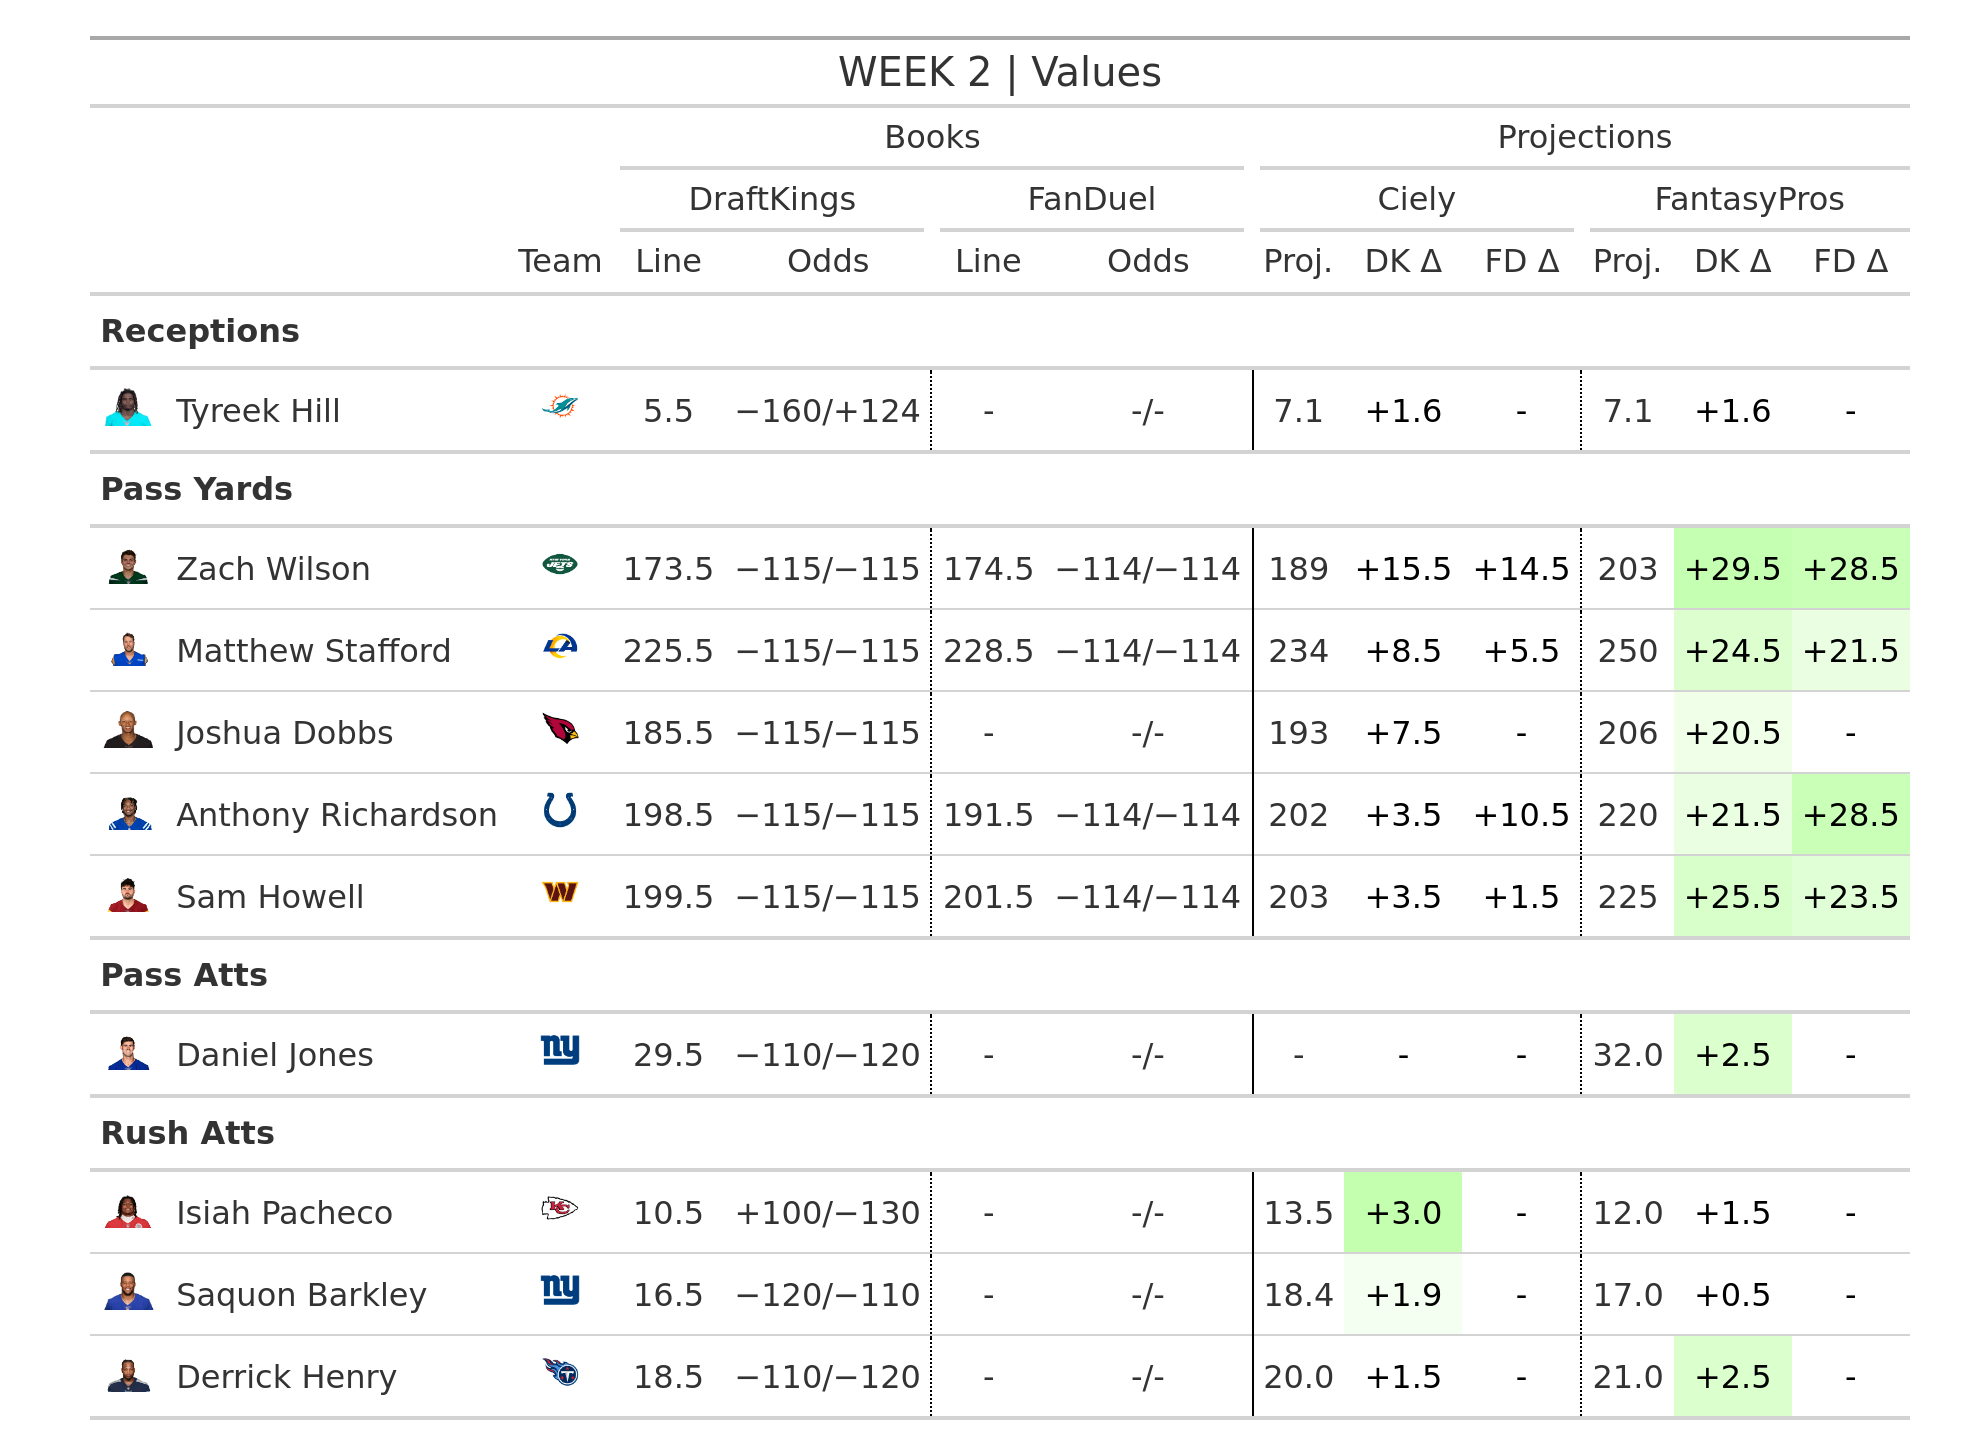 WEEK 2 | Values
Books Projections
DraftKings FanDuel Ciely FantasyPros
Team Line Odds Line Odds Proj. DK Δ FD Δ Proj. DK Δ FD Δ
Receptions
Tyreek Hill 5.5 −160/+124 - -/- 7.1 +1.6 - 7.1 +1.6 -
Pass Yards
Zach Wilson NEW YORK JETS 173.5 −115/−115 174.5 −114/−114 189 +15.5 +14.5 203 +29.5 +28.5
Matthew Stafford LA 225.5 −115/−115 228.5 −114/−114 234 +8.5 +5.5 250 +24.5 +21.5
Joshua Dobbs 185.5 −115/−115 - -/- 193 +7.5 - 206 +20.5 -
Anthony Richardson 198.5 −115/−115 191.5 −114/−114 202 +3.5 +10.5 220 +21.5 +28.5
Sam Howell W 199.5 −115/−115 201.5 −114/−114 203 +3.5 +1.5 225 +25.5 +23.5
Pass Atts
Daniel Jones ny 29.5 −110/−120 - -/- - - - 32.0 +2.5 -
Rush Atts
Isiah Pacheco KC 10.5 +100/−130 - -/- 13.5 +3.0 - 12.0 +1.5 -
Saquon Barkley ny 16.5 −120/−110 - -/- 18.4 +1.9 - 17.0 +0.5 -
Derrick Henry T 18.5 −110/−120 - -/- 20.0 +1.5 - 21.0 +2.5 -